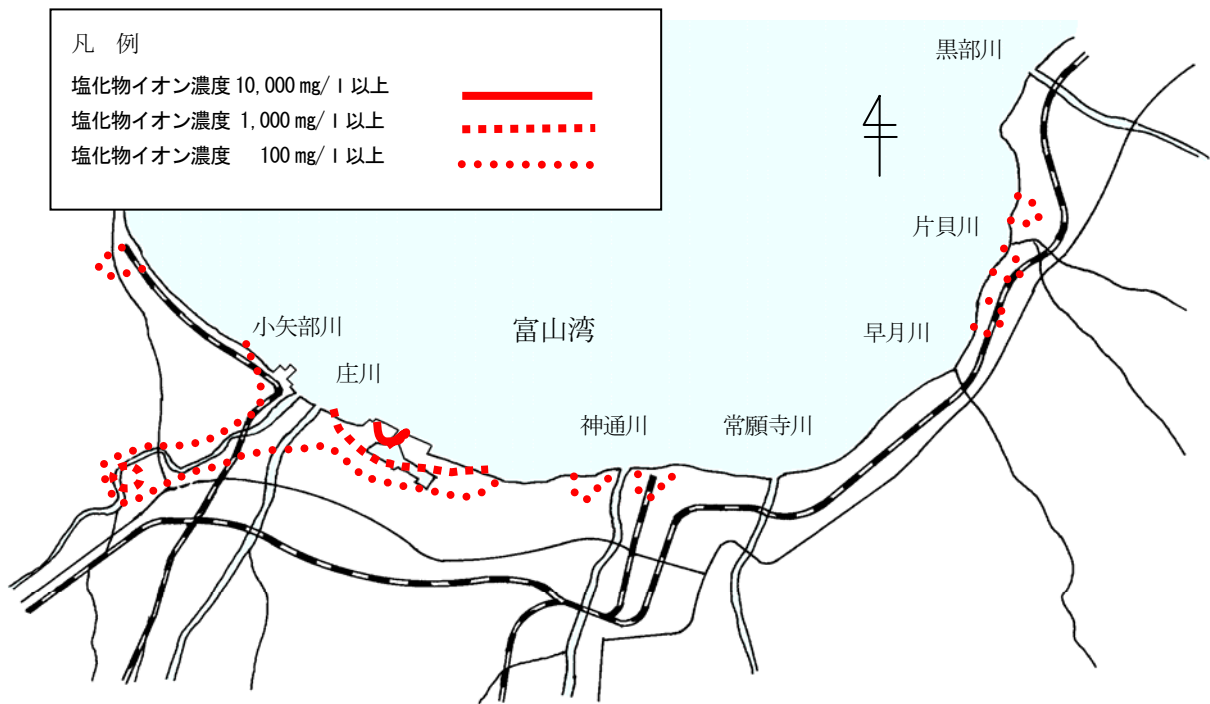 凡 例
塩化物イオン濃度 10,000 mg/l以上
塩化物イオン濃度 1,000 mg/l以上
塩化物イオン濃度 100 mg/l以上
黒部川
片貝川
小矢部川
富山湾
早月川
庄川
神通川
常願寺川